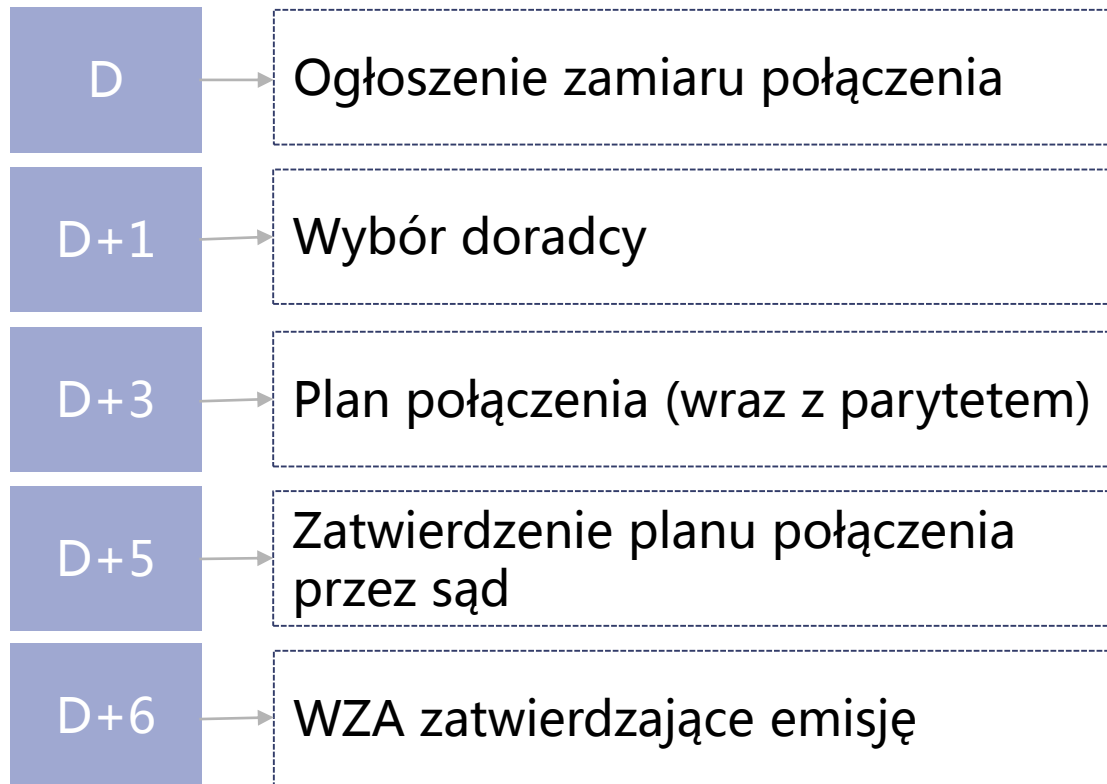 D
Ogłoszenie zamiaru połączenia
D+1
Wybór doradcy
D+3
Plan połączenia (wraz z parytetem)
D+5
Zatwierdzenie planu połączenia
przez sąd
D+6
WZA zatwierdzające emisję